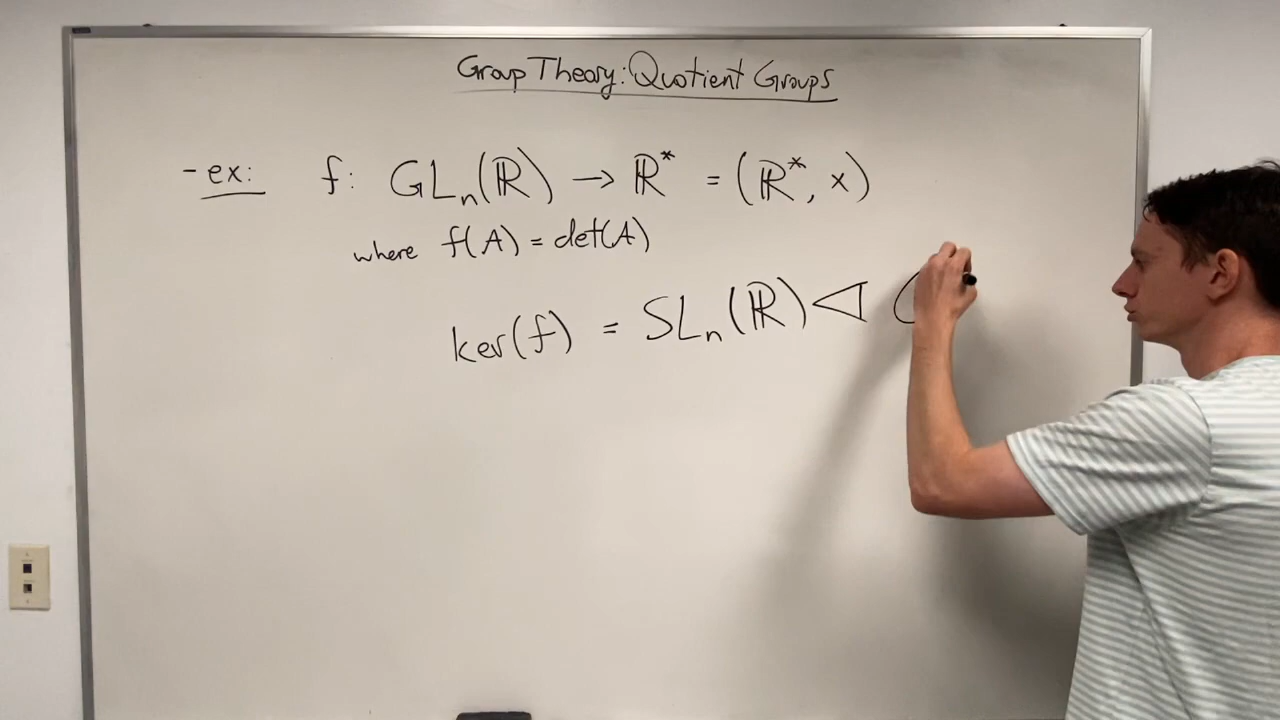 Group Theory: Quotient Groups
- ex: f: GLₙ(ℝ) → ℝ* = (ℝ*, x)
where f(A) = det(A)
ker(f) = SLₙ(ℝ) ◁